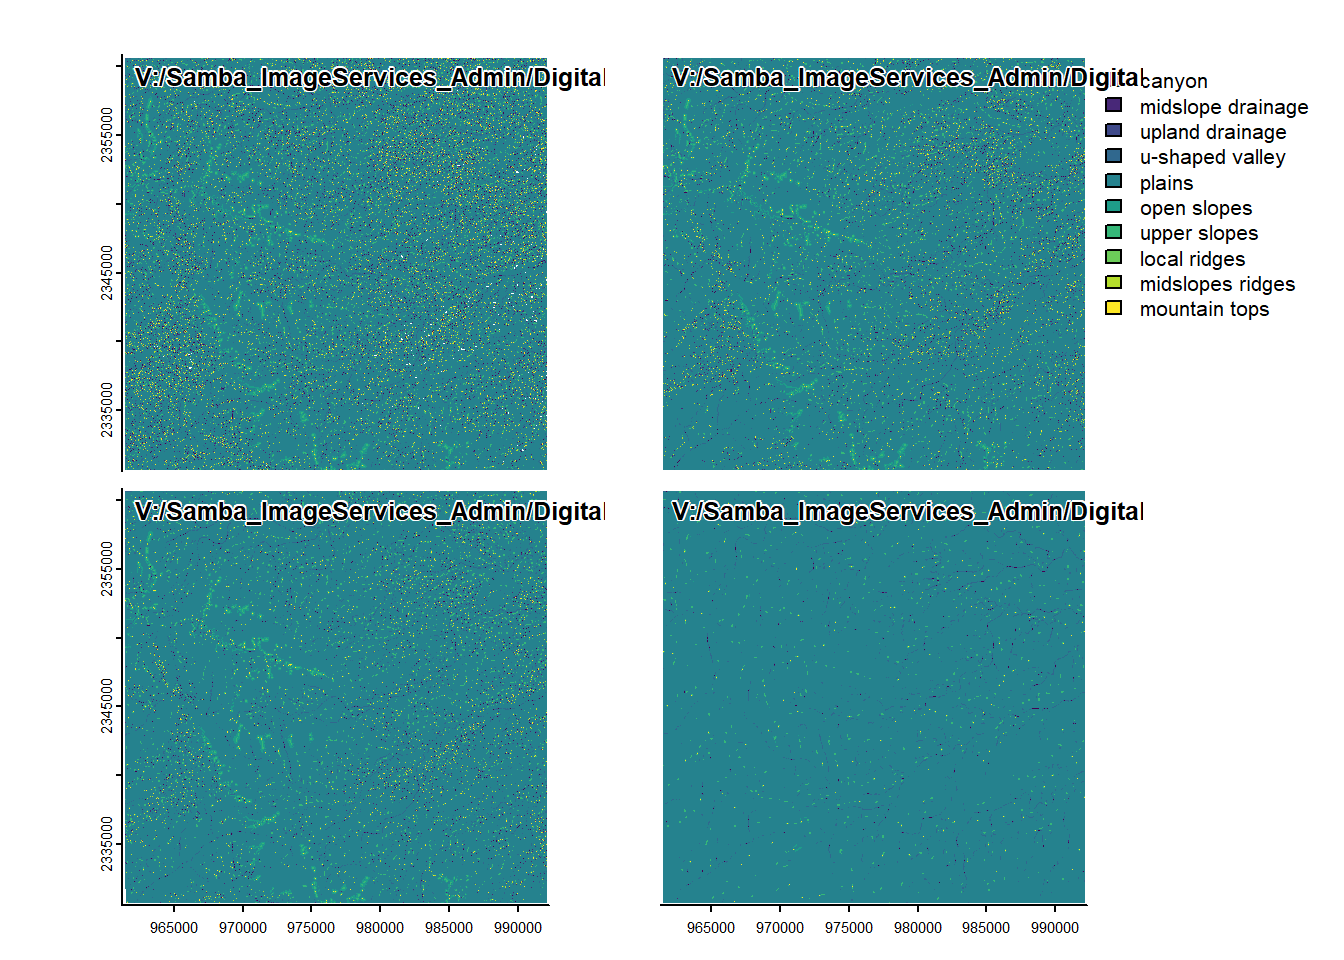 V:/Samba_ImageServices_Admin/Digital
V:/Samba_ImageServices_Admin/Digital
canyon
midslope drainage
upland drainage
u-shaped valley
plains
open slopes
upper slopes
local ridges
midslopes ridges
mountain tops
2355000
2345000
2335000
V:/Samba_ImageServices_Admin/Digital
V:/Samba_ImageServices_Admin/Digital
2355000
2345000
2335000
965000 970000 975000 980000 985000 990000
965000 970000 975000 980000 985000 990000